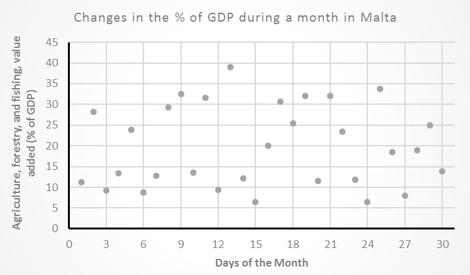 Changes in the % of GDP during a month in Malta
Agriculture, forestry, and fishing, value
added (% of GDP)
45
40
35
30
25
20
15
10
5
0
0 3 6 9 12 15 18 21 24 27 30
Days of the Month